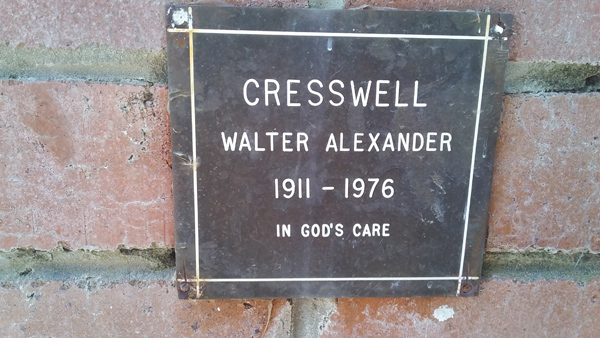 CRESSWELL
WALTER ALEXANDER
1911 - 1976
IN GOD'S CARE